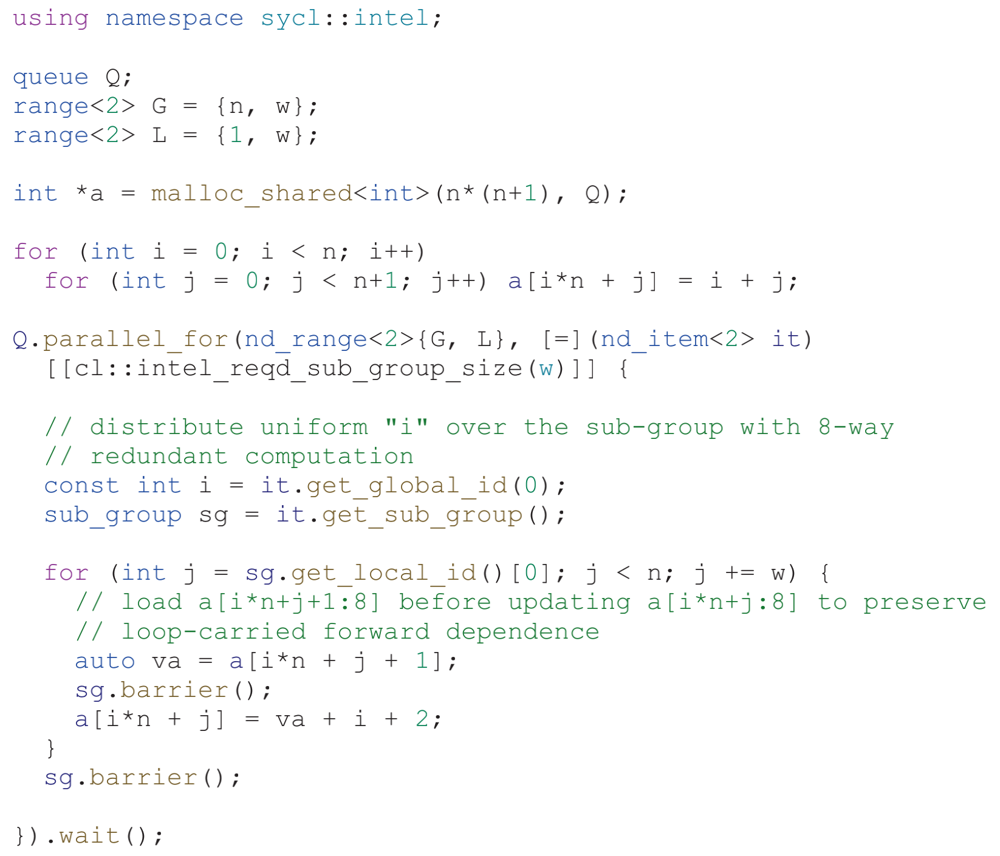 using namespace sycl::intel;

queue Q;
range<2> G = {n, w};
range<2> L = {1, w};

int *a = malloc_shared<int>(n*(n+1), Q);

for (int i = 0; i < n; i++)
  for (int j = 0; j < n+1; j++) a[i*n + j] = i + j;

Q.parallel_for(nd_range<2>{G, L}, [=](nd_item<2> it)
  [[cl::intel_reqd_sub_group_size(w)]] {

  // distribute uniform "i" over the sub-group with 8-way
  // redundant computation
  const int i = it.get_global_id(0);
  sub_group sg = it.get_sub_group();

  for (int j = sg.get_local_id()[0]; j < n; j += w) {
    // load a[i*n+j+1:8] before updating a[i*n+j:8] to preserve
    // loop-carried forward dependence
    auto va = a[i*n + j + 1];
    sg.barrier();
    a[i*n + j] = va + i + 2;
  }
  sg.barrier();

}).wait();